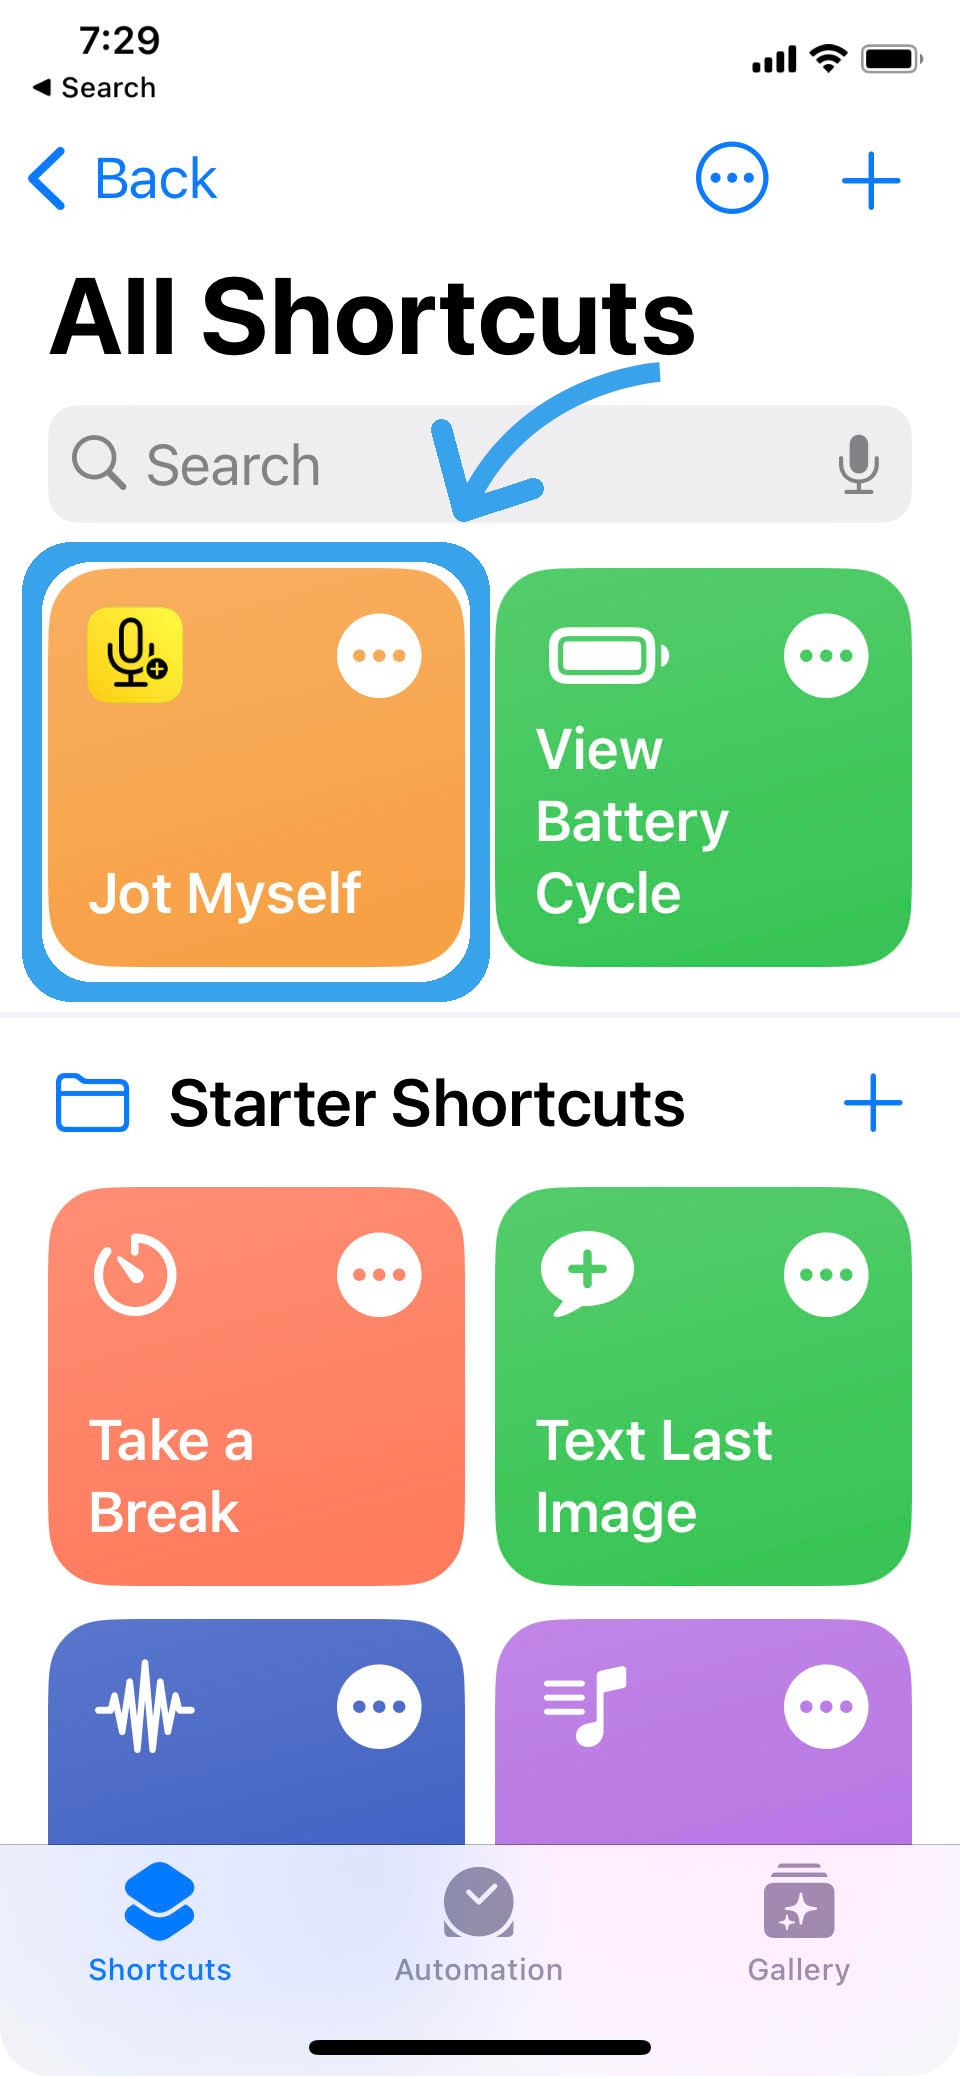 7:29
Search
Back
All Shortcuts
Search
Jot Myself
View
Battery
Cycle
Starter Shortcuts
Take a
Break
Text Last
Image
Shortcuts
Automation
Gallery